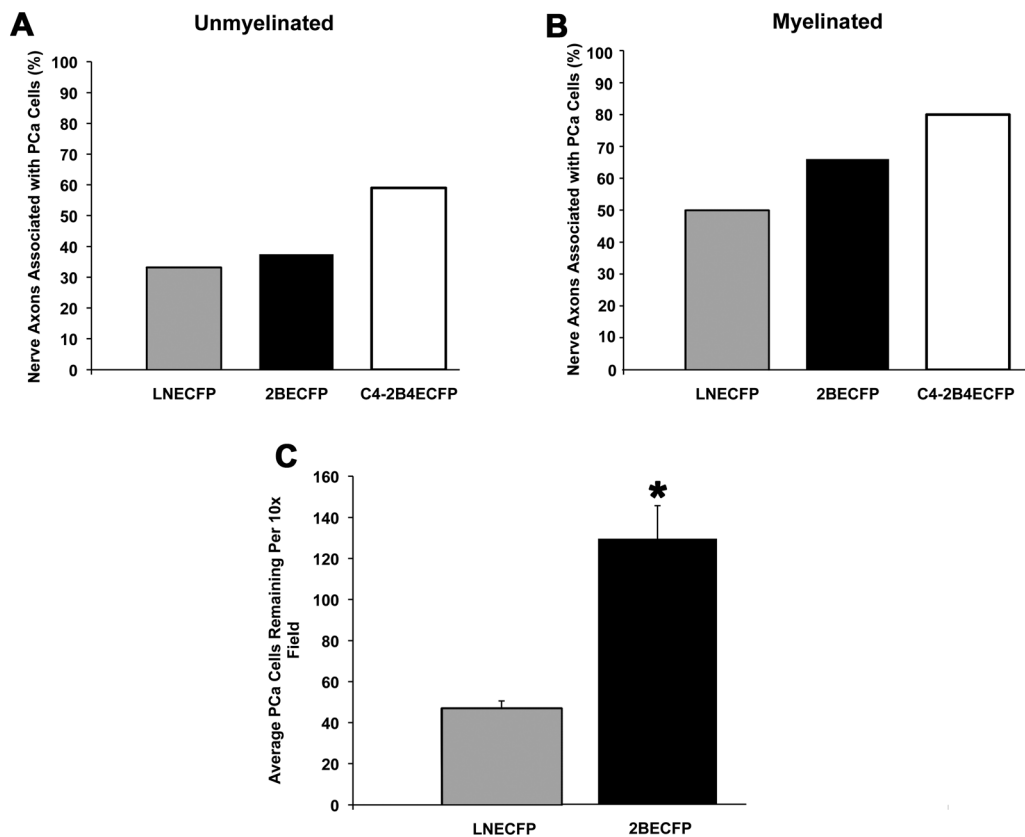 A
Unmyelinated
Nerve Axons Associated with PCa Cells (%)
100
90
80
70
60
50
40
30
20
10
0
LNECFP 2BECFP C4-2B4ECFP
B
Myelinated
Nerve Axons Associated with PCa Cells (%)
100
90
80
70
60
50
40
30
20
10
0
LNECFP 2BECFP C4-2B4ECFP
C
Average PCa Cells Remaining Per 10x
Field
160
140
120
100
80
60
40
20
0
*
LNECFP 2BECFP